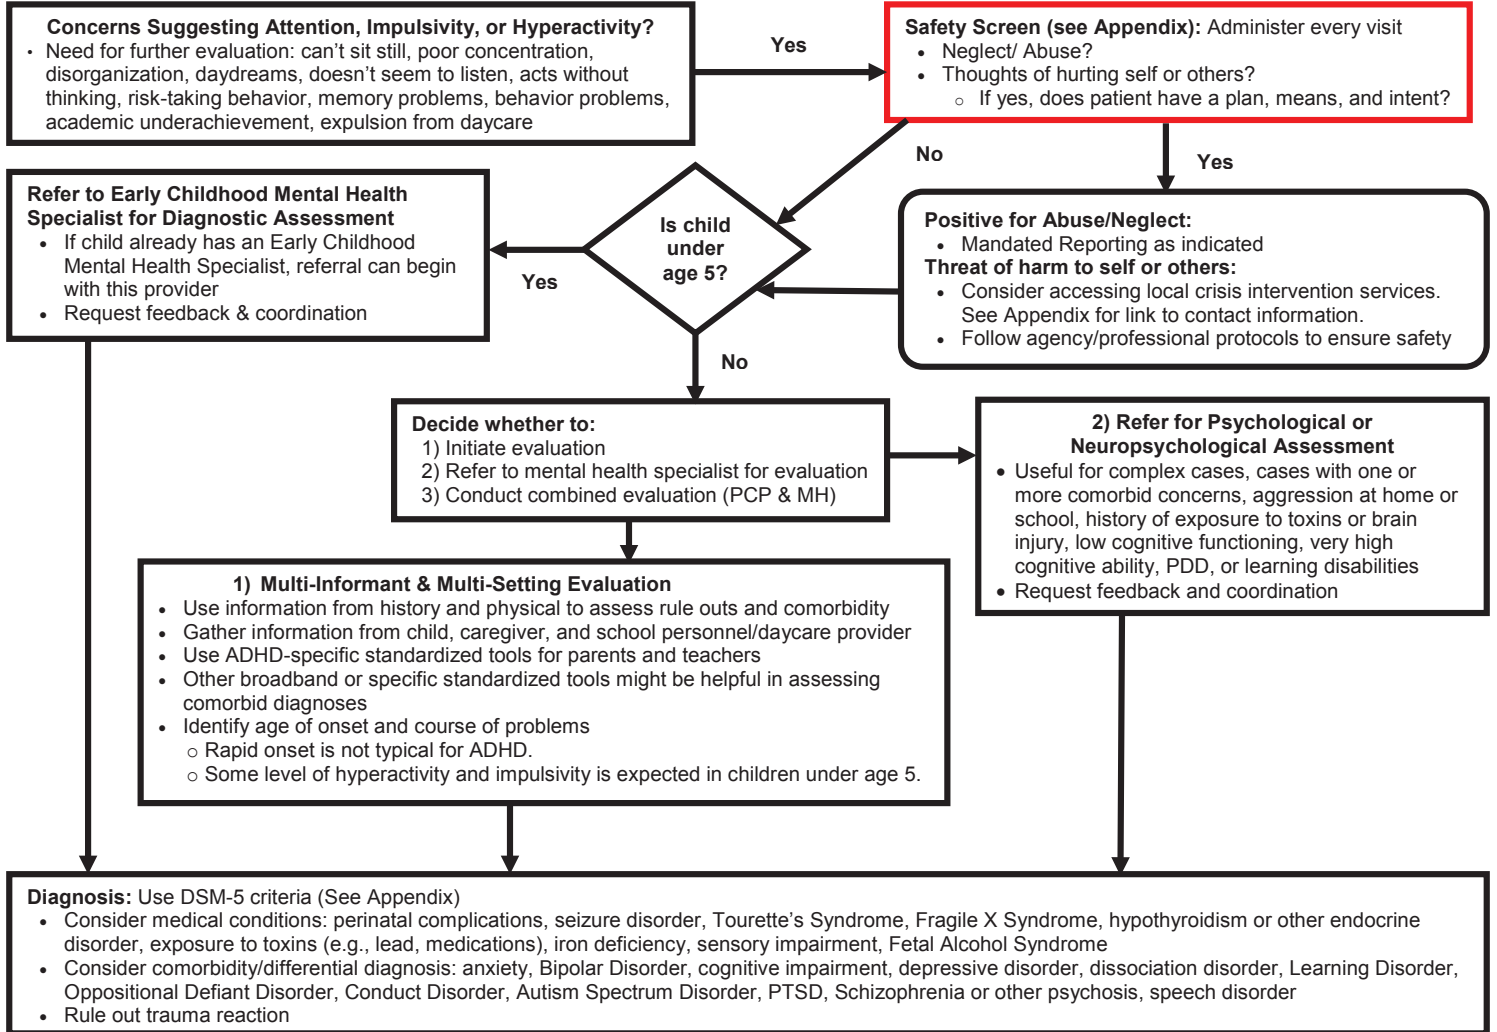 Concerns Suggesting Attention, Impulsivity, or Hyperactivity?
• Need for further evaluation: can’t sit still, poor concentration,
disorganization, daydreams, doesn’t seem to listen, acts without
thinking, risk-taking behavior, memory problems, behavior problems,
academic underachievement, expulsion from daycare
Yes
Safety Screen (see Appendix): Administer every visit
• Neglect/ Abuse?
• Thoughts of hurting self or others?
o If yes, does patient have a plan, means, and intent?
No
Yes
Refer to Early Childhood Mental Health
Specialist for Diagnostic Assessment
• If child already has an Early Childhood
Mental Health Specialist, referral can begin
with this provider
• Request feedback & coordination
Yes
Is child
under
age 5?
Positive for Abuse/Neglect:
• Mandated Reporting as indicated
Threat of harm to self or others:
• Consider accessing local crisis intervention services.
See Appendix for link to contact information.
• Follow agency/professional protocols to ensure safety
No
Decide whether to:
1) Initiate evaluation
2) Refer to mental health specialist for evaluation
3) Conduct combined evaluation (PCP & MH)
2) Refer for Psychological or
Neuropsychological Assessment
• Useful for complex cases, cases with one or
more comorbid concerns, aggression at home or
school, history of exposure to toxins or brain
injury, low cognitive functioning, very high
cognitive ability, PDD, or learning disabilities
• Request feedback and coordination
1) Multi-Informant & Multi-Setting Evaluation
• Use information from history and physical to assess rule outs and comorbidity
• Gather information from child, caregiver, and school personnel/daycare provider
• Use ADHD-specific standardized tools for parents and teachers
• Other broadband or specific standardized tools might be helpful in assessing
comorbid diagnoses
• Identify age of onset and course of problems
o Rapid onset is not typical for ADHD.
o Some level of hyperactivity and impulsivity is expected in children under age 5.
Diagnosis: Use DSM-5 criteria (See Appendix)
• Consider medical conditions: perinatal complications, seizure disorder, Tourette’s Syndrome, Fragile X Syndrome, hypothyroidism or other endocrine
disorder, exposure to toxins (e.g., lead, medications), iron deficiency, sensory impairment, Fetal Alcohol Syndrome
• Consider comorbidity/differential diagnosis: anxiety, Bipolar Disorder, cognitive impairment, depressive disorder, dissociation disorder, Learning Disorder,
Oppositional Defiant Disorder, Conduct Disorder, Autism Spectrum Disorder, PTSD, Schizophrenia or other psychosis, speech disorder
• Rule out trauma reaction